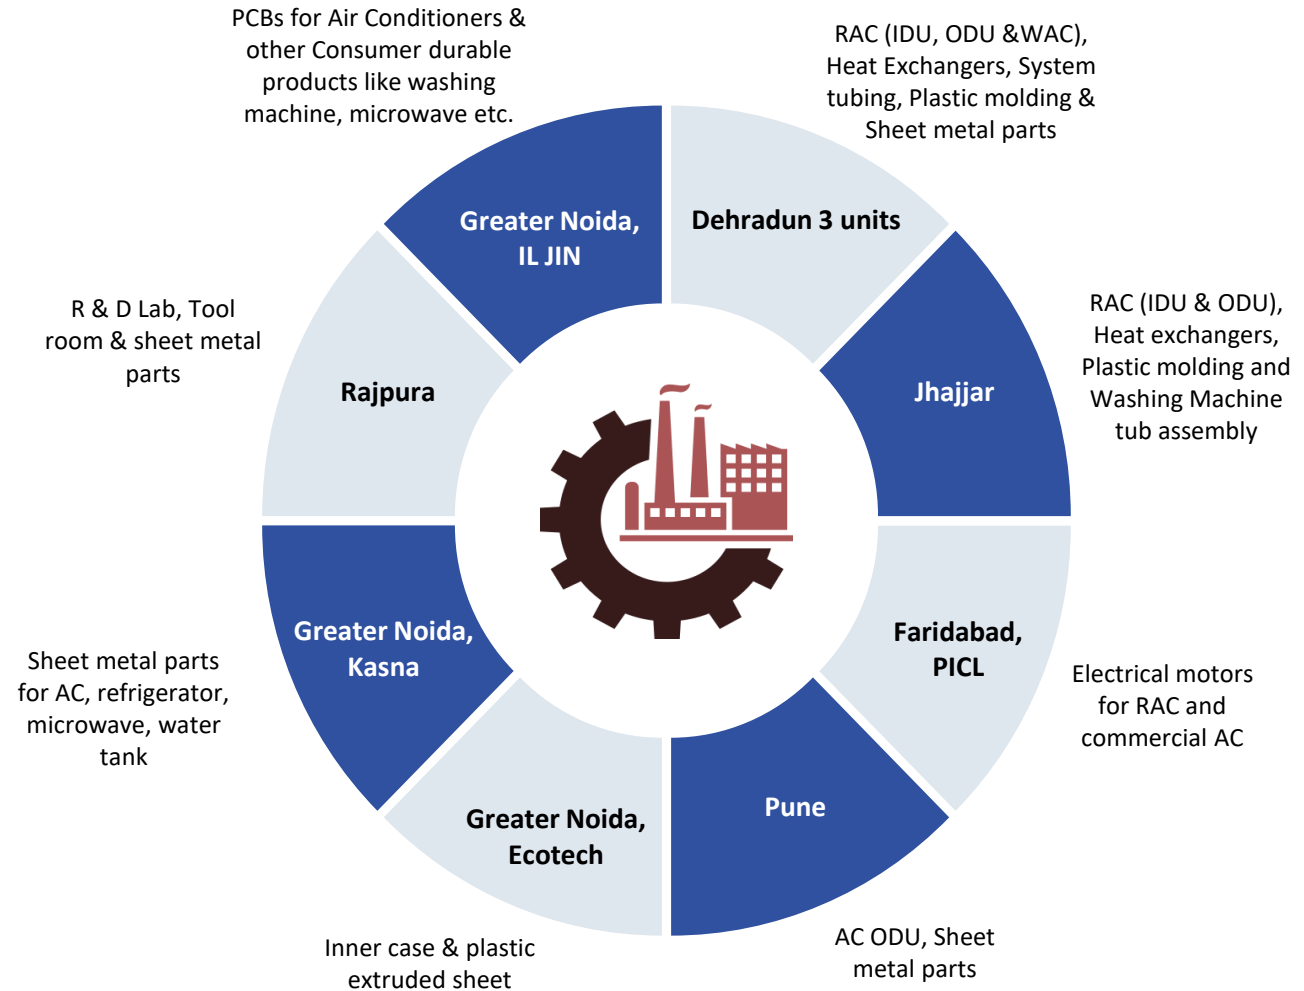 PCBs for Air Conditioners &
other Consumer durable
products like washing
machine, microwave etc.
RAC (IDU, ODU &WAC),
Heat Exchangers, System
tubing, Plastic molding &
Sheet metal parts
Greater Noida,
IL JIN
Dehradun 3 units
R & D Lab, Tool
room & sheet metal
parts
Rajpura
Jhajjar
RAC (IDU & ODU),
Heat exchangers,
Plastic molding and
Washing Machine
tub assembly
Greater Noida,
Kasna
Faridabad,
PICL
Sheet metal parts
for AC, refrigerator,
microwave, water
tank
Electrical motors
for RAC and
commercial AC
Greater Noida,
Ecotech
Pune
Inner case & plastic
extruded sheet
AC ODU, Sheet
metal parts